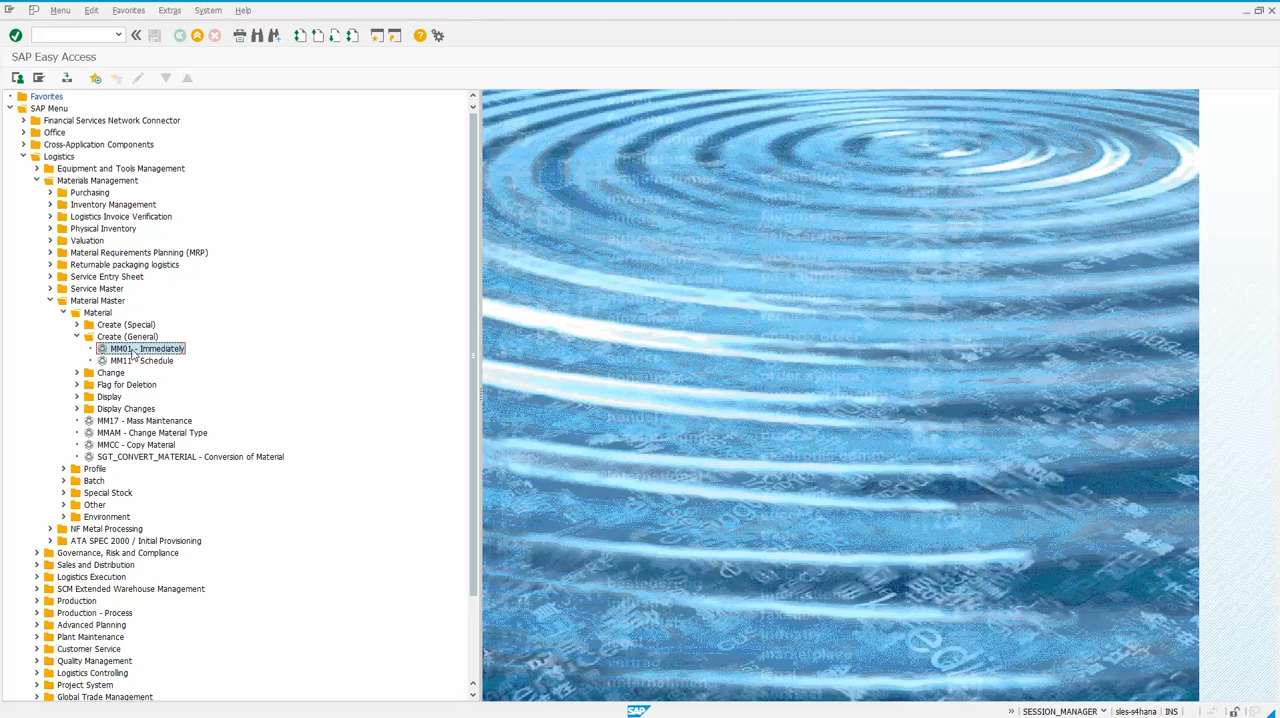 Menu Edit Favorites Extras System Help
SAP Easy Access
Favorites
SAP Menu
Financial Services Network Connector
Office
Cross-Application Components
Logistics
Equipment and Tools Management
Materials Management
Purchasing
Inventory Management
Logistics Invoice Verification
Physical Inventory
Valuation
Material Requirements Planning (MRP)
Returnable packaging logistics
Service Entry Sheet
Service Master
Material Master
Material
Create (Special)
Create (General)
MM01 - Immediately
MM11 - Schedule
Change
Flag for Deletion
Display
Display Changes
MM17 - Mass Maintenance
MMAM - Change Material Type
MMCC - Copy Material
SGT_CONVERT_MATERIAL - Conversion of Material
Profile
Batch
Special Stock
Other
Environment
NF Metal Processing
ATA SPEC 2000 / Initial Provisioning
Governance, Risk and Compliance
Sales and Distribution
Logistics Execution
SCM Extended Warehouse Management
Production
Production - Process
Advanced Planning
Plant Maintenance
Customer Service
Quality Management
Logistics Controlling
Project System
Global Trade Management
SAP
SESSION_MANAGER sles-s4hana INS